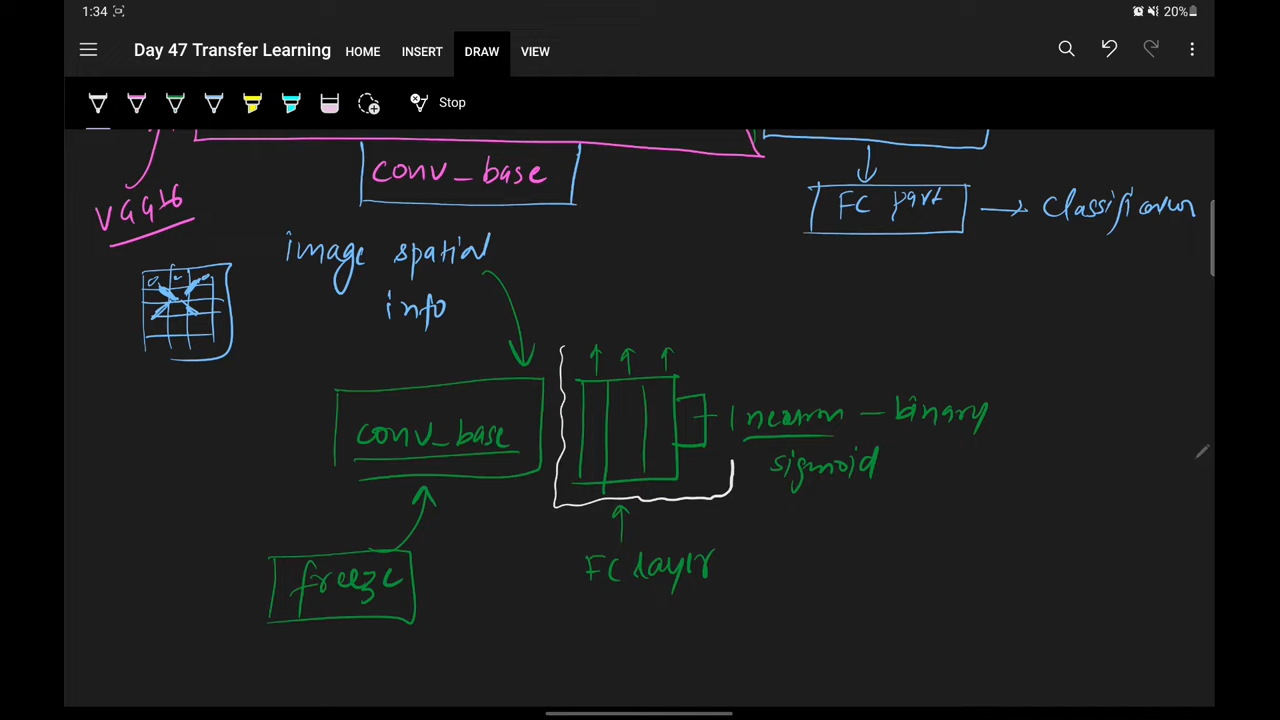 1:34
20%
Day 47 Transfer Learning HOME INSERT DRAW VIEW
Stop
conv_base
VGG16
FC part → Classification
image spatial
info
conv_base
1 neuron - binary
sigmoid
freeze
FC layer